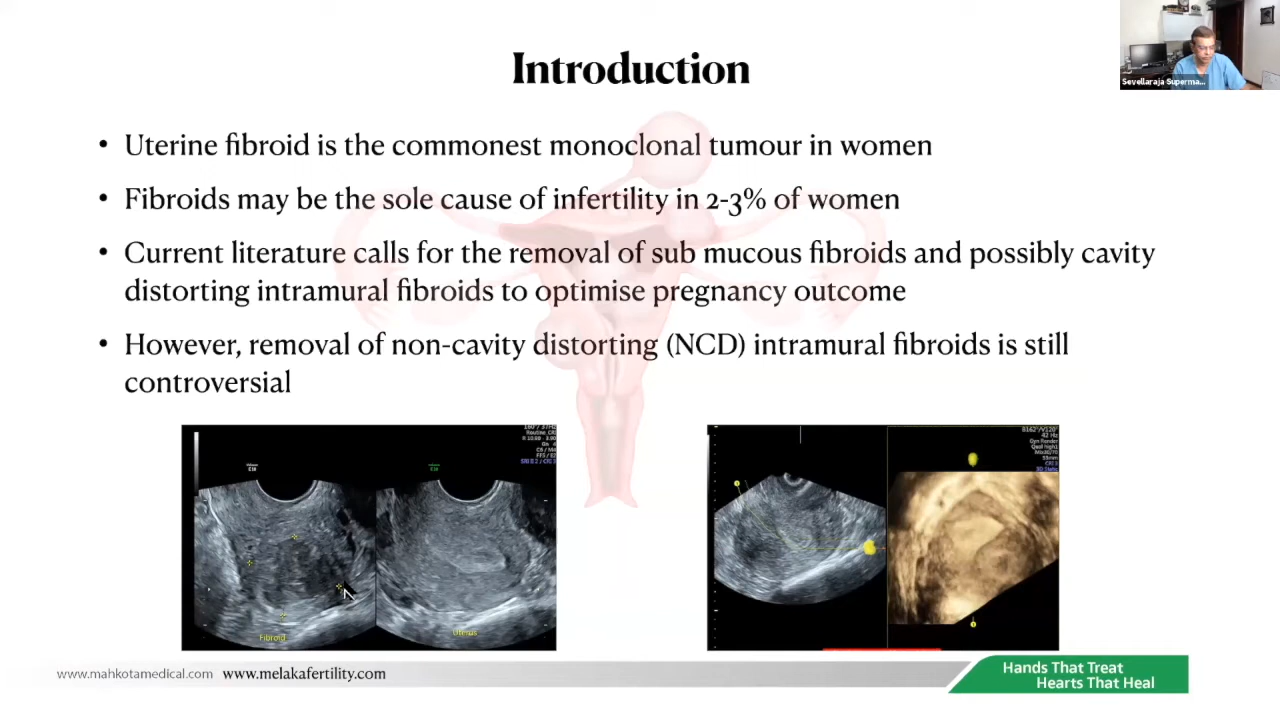 Introduction
Sevellaraja Superma...
• Uterine fibroid is the commonest monoclonal tumour in women
• Fibroids may be the sole cause of infertility in 2-3% of women
• Current literature calls for the removal of sub mucous fibroids and possibly cavity
distorting intramural fibroids to optimise pregnancy outcome
• However, removal of non-cavity distorting (NCD) intramural fibroids is still
controversial
Fibroid
Uterus
www.mahkotamedical.com www.melakafertility.com
Hands That Treat
Hearts That Heal